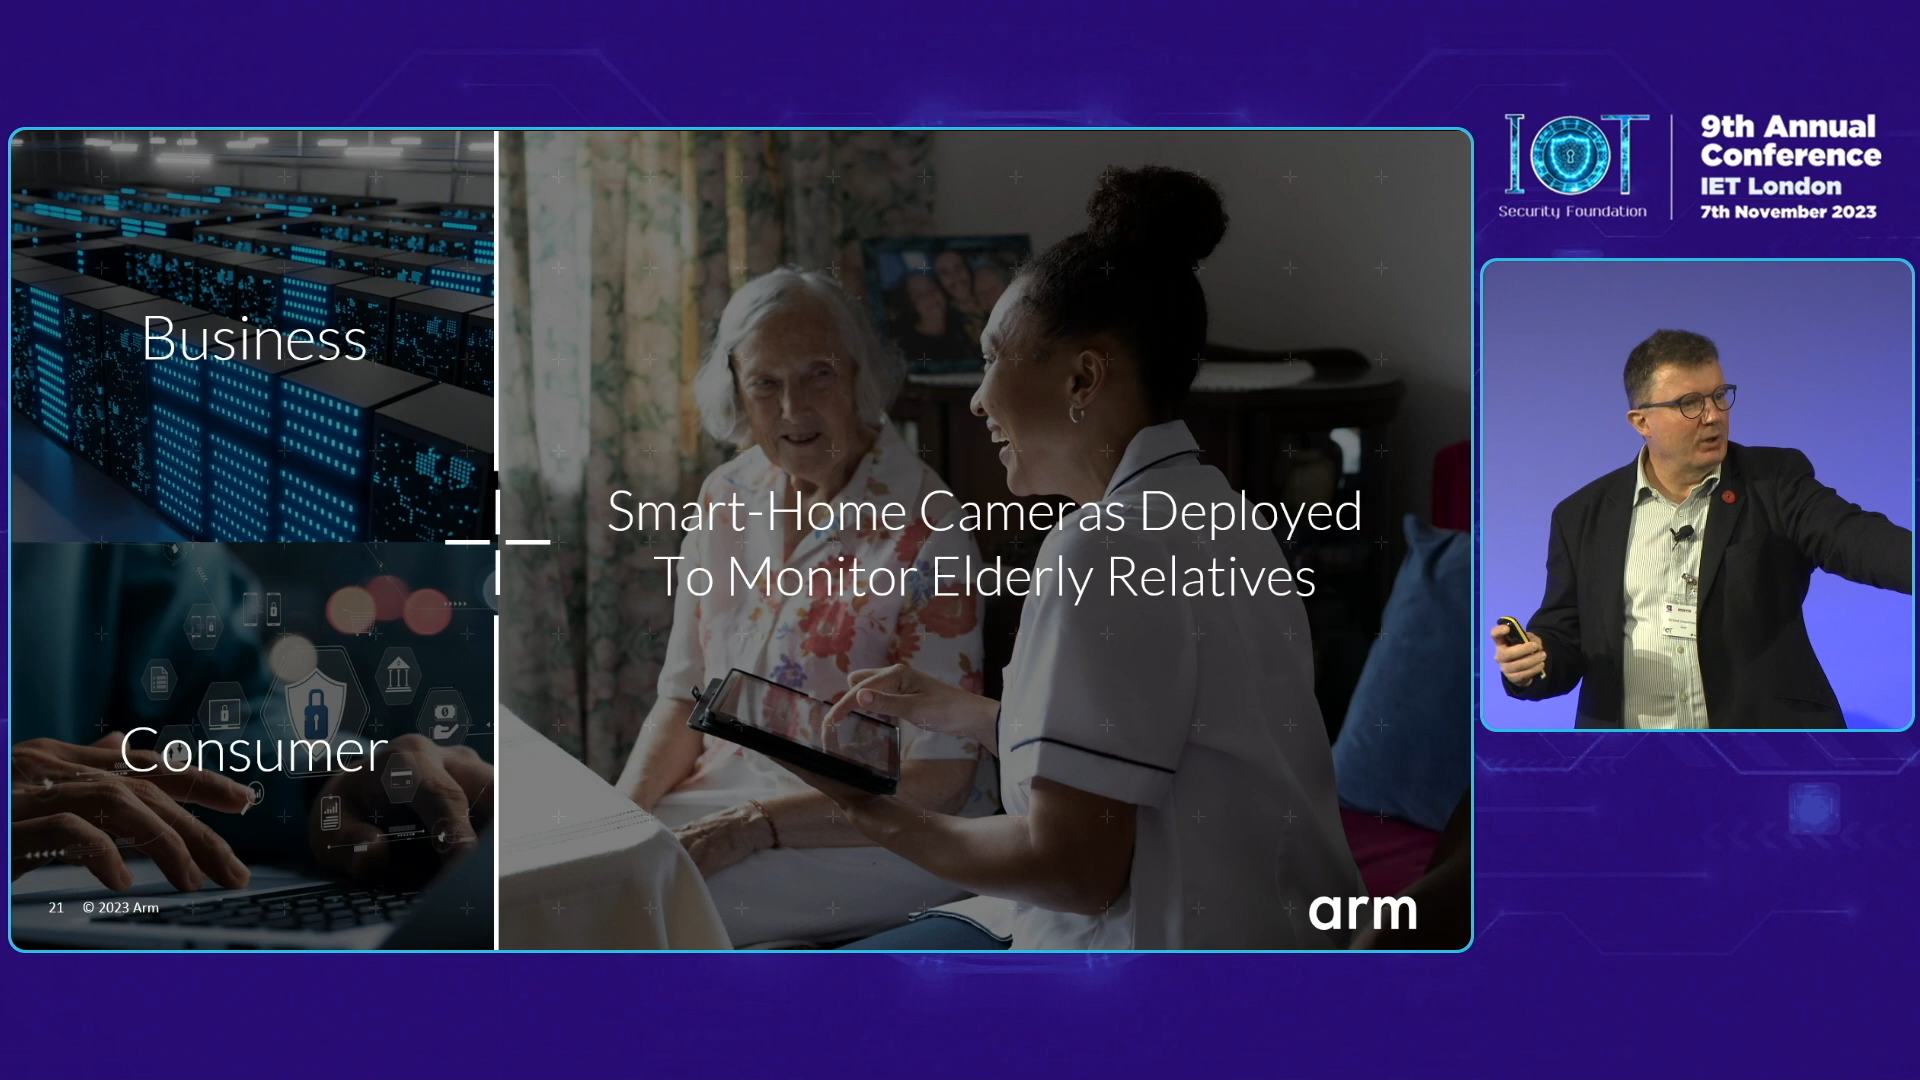 Business
Consumer
21 © 2023 Arm
Smart-Home Cameras Deployed
To Monitor Elderly Relatives
arm
IOT
Security Foundation
9th Annual
Conference
IET London
7th November 2023